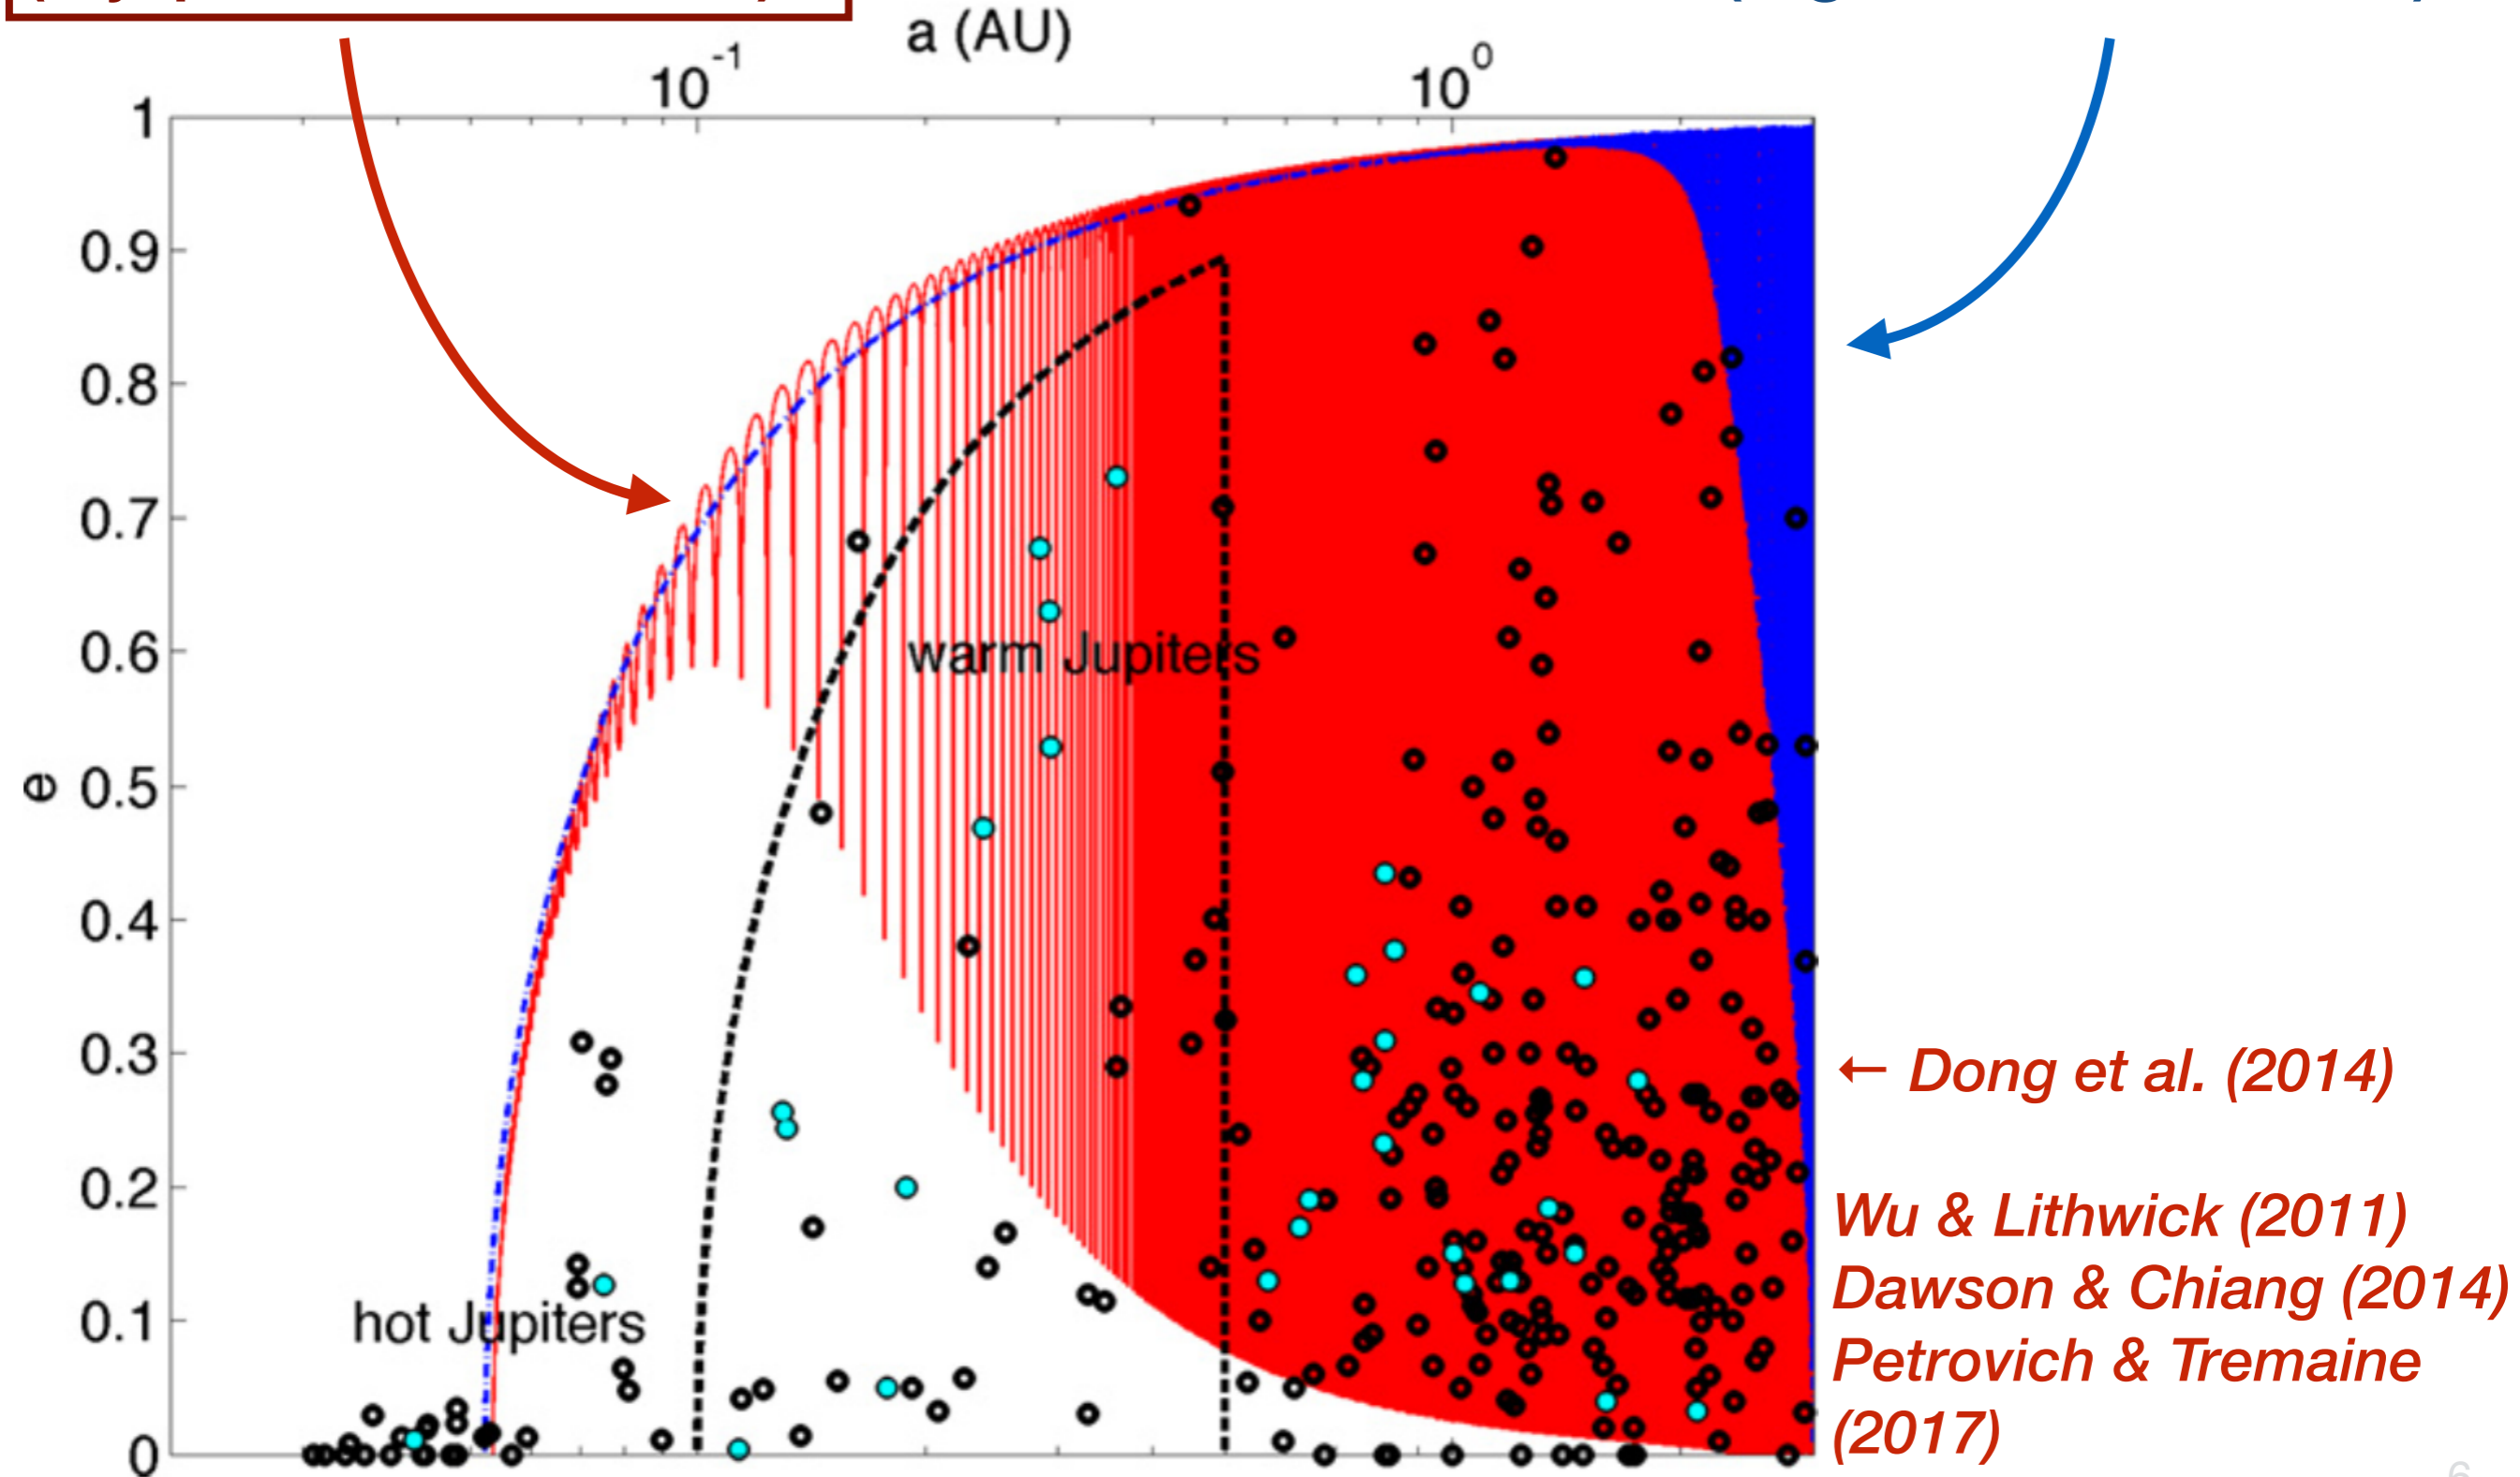 a (AU)
10^-1 10^0
1
0.9
0.8
0.7
0.6
0.5
0.4
0.3
0.2
0.1
0
e
warm Jupiters
hot Jupiters
← Dong et al. (2014)
Wu & Lithwick (2011)
Dawson & Chiang (2014)
Petrovich & Tremaine
(2017)